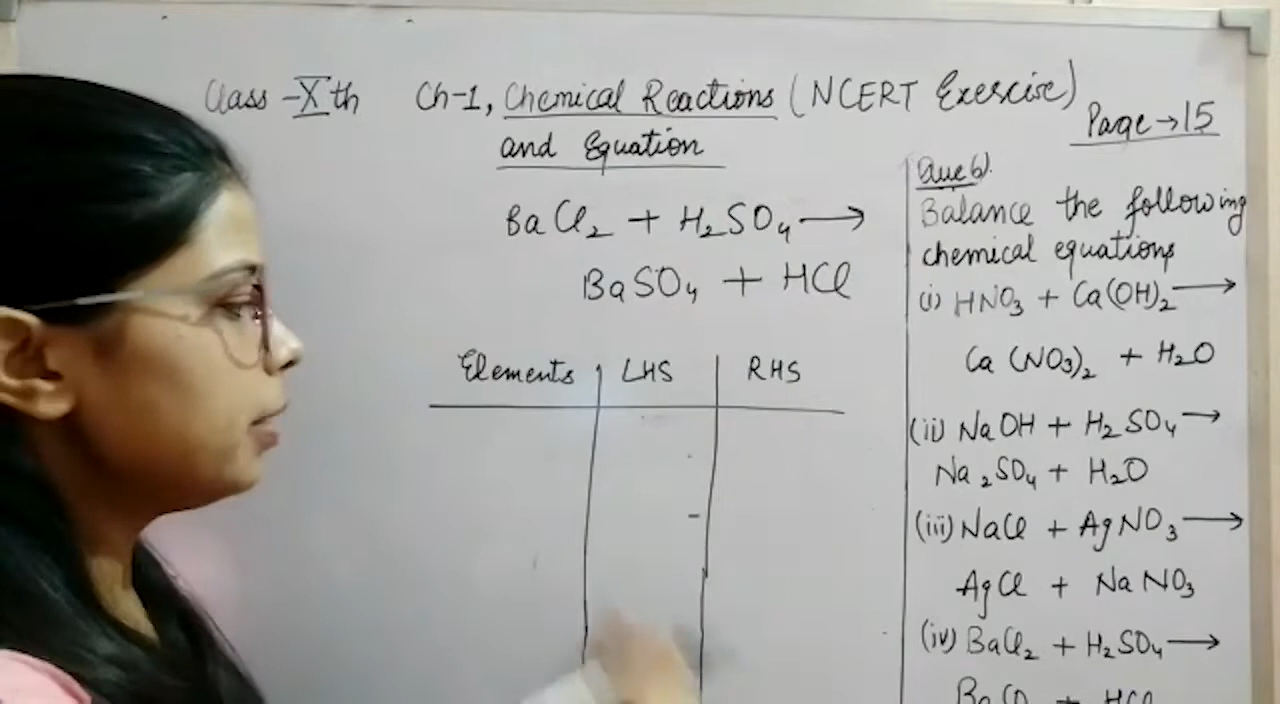 Class -Xth Ch-1, Chemical Reactions (NCERT Exercise)
and Equation
Page→15
BaCl₂ + H₂SO₄ →
BaSO₄ + HCl
Elements LHS RHS
Que 6).
Balance the following
chemical equations
(i) HNO₃ + Ca(OH)₂ →
Ca (NO₃)₂ + H₂O
(ii) NaOH + H₂SO₄ →
Na₂SO₄ + H₂O
(iii) NaCl + AgNO₃ →
AgCl + NaNO₃
(iv) BaCl₂ + H₂SO₄ →
+ HCl